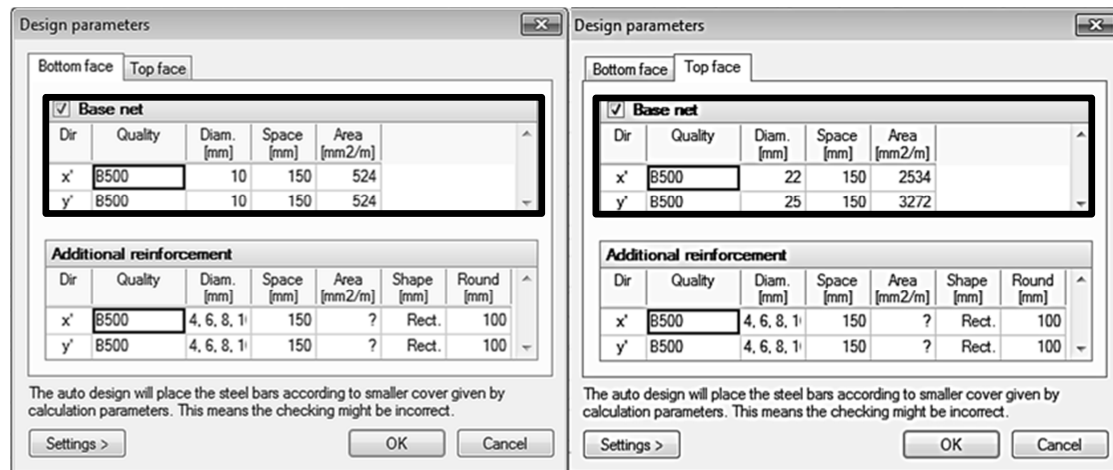 Design parameters
Bottom face Top face
Base net
Dir Quality Diam. [mm] Space [mm] Area [mm2/m]
x' B500 10 150 524
y' B500 10 150 524
Additional reinforcement
Dir Quality Diam. [mm] Space [mm] Area [mm2/m] Shape [mm] Round [mm]
x' B500 4, 6, 8, 1 150 ? Rect. 100
y' B500 4, 6, 8, 1 150 ? Rect. 100
The auto design will place the steel bars according to smaller cover given by
calculation parameters. This means the checking might be incorrect.
Settings > OK Cancel
Design parameters
Bottom face Top face
Base net
Dir Quality Diam. [mm] Space [mm] Area [mm2/m]
x' B500 22 150 2534
y' B500 25 150 3272
Additional reinforcement
Dir Quality Diam. [mm] Space [mm] Area [mm2/m] Shape [mm] Round [mm]
x' B500 4, 6, 8, 1 150 ? Rect. 100
y' B500 4, 6, 8, 1 150 ? Rect. 100
The auto design will place the steel bars according to smaller cover given by
calculation parameters. This means the checking might be incorrect.
Settings > OK Cancel